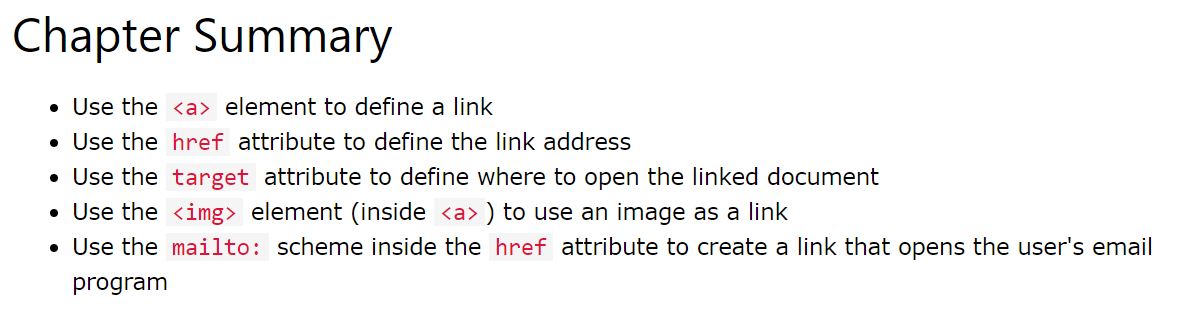 Chapter Summary
• Use the <a> element to define a link
• Use the href attribute to define the link address
• Use the target attribute to define where to open the linked document
• Use the <img> element (inside <a>) to use an image as a link
• Use the mailto: scheme inside the href attribute to create a link that opens the user's email
program